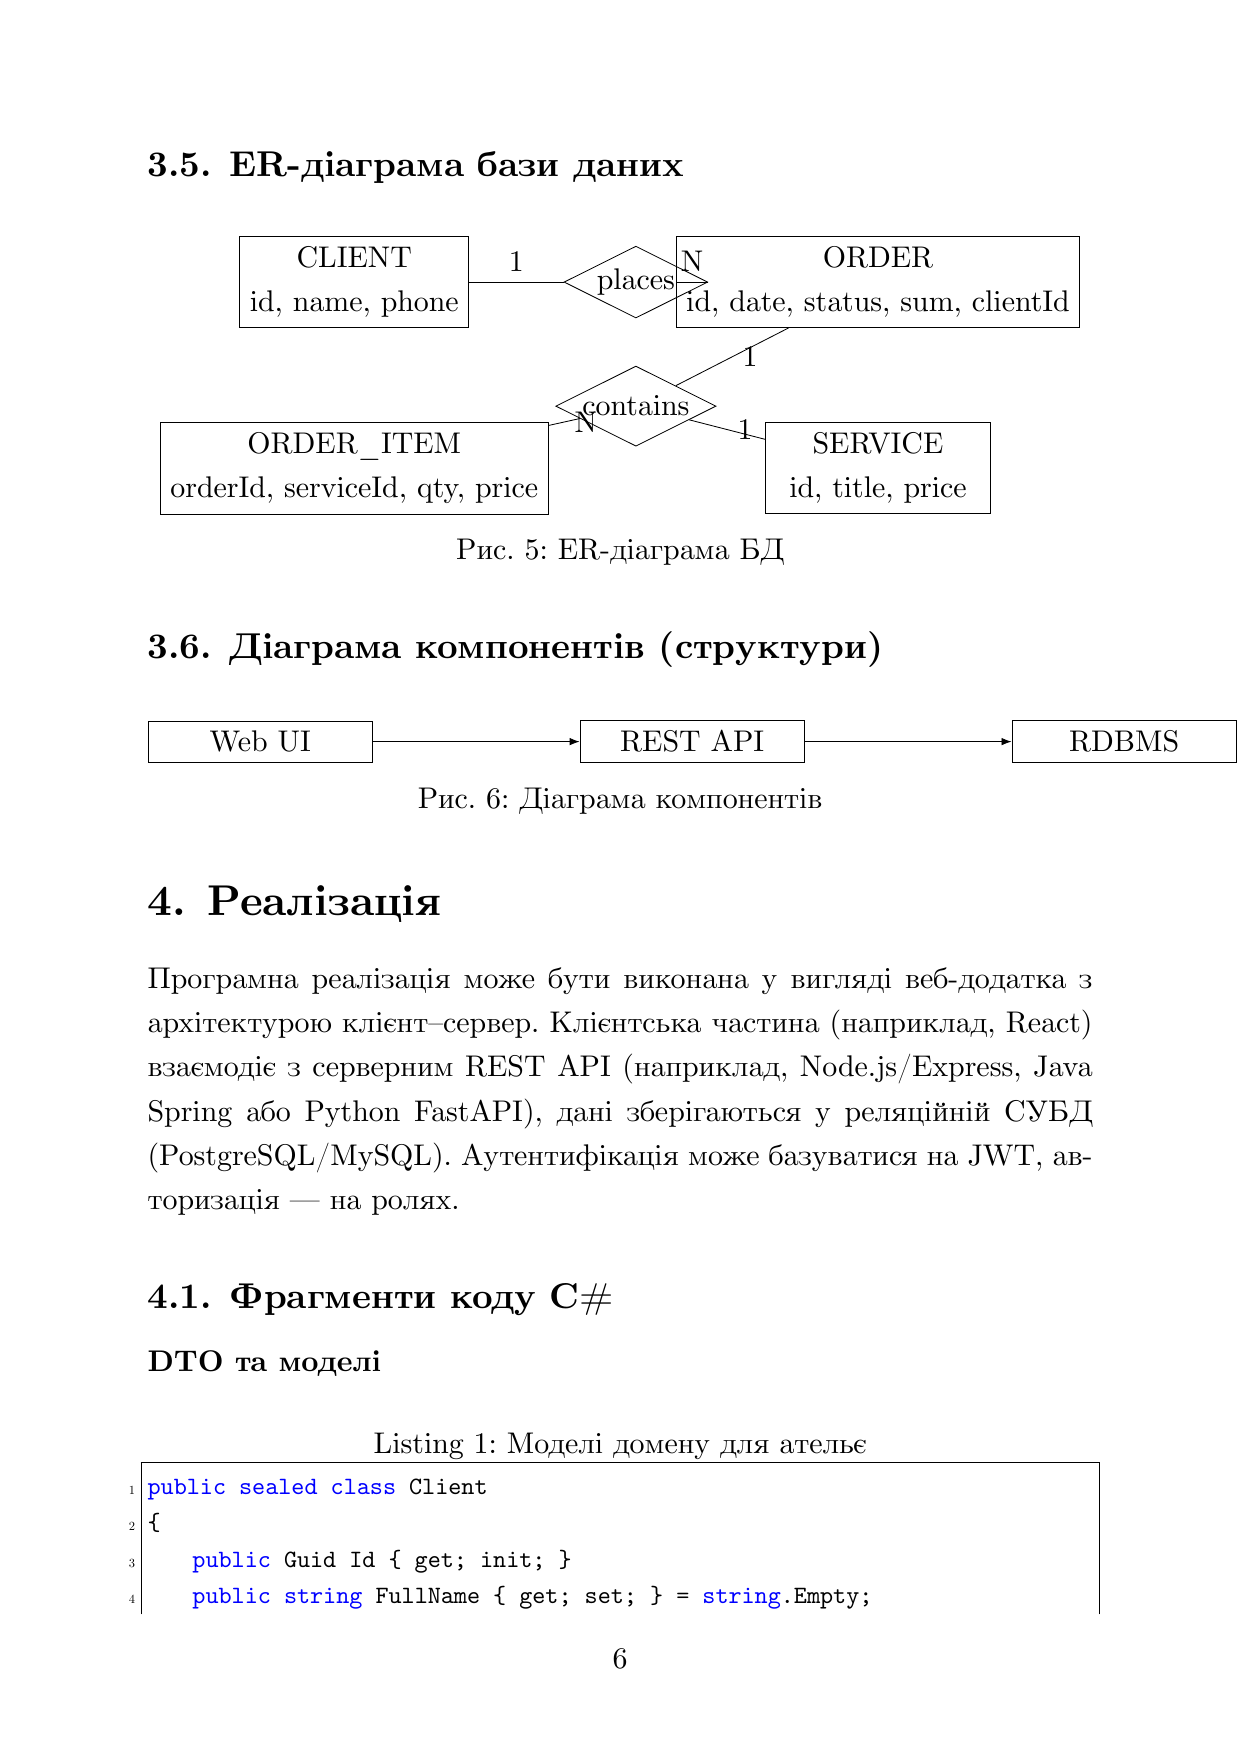 3.5. ER-діаграма бази даних
CLIENT
id, name, phone
1
places
N
ORDER
id, date, status, sum, clientId
1
contains
N
1
ORDER_ITEM
orderId, serviceId, qty, price
SERVICE
id, title, price
Рис. 5: ER-діаграма БД
3.6. Діаграма компонентів (структури)
Web UI
REST API
RDBMS
Рис. 6: Діаграма компонентів
4. Реалізація
Програмна реалізація може бути виконана у вигляді веб-додатка з
архітектурою клієнт–сервер. Клієнтська частина (наприклад, React)
взаємодіє з серверним REST API (наприклад, Node.js/Express, Java
Spring або Python FastAPI), дані зберігаються у реляційній СУБД
(PostgreSQL/MySQL). Аутентифікація може базуватися на JWT, ав-
торизація — на ролях.
4.1. Фрагменти коду C#
DTO та моделі
Listing 1: Моделі домену для ательє
1 public sealed class Client
2 {
3 public Guid Id { get; init; }
4 public string FullName { get; set; } = string.Empty;
6